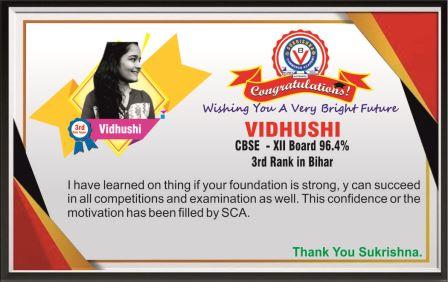 3rd
Vidhushi
Congratulations!
Wishing You A Very Bright Future
VIDHUSHI
CBSE - XII Board 96.4%
3rd Rank in Bihar
I have learned on thing if your foundation is strong, y can succeed
in all competitions and examination as well. This confidence or the
motivation has been filled by SCA.
Thank You Sukrishna.